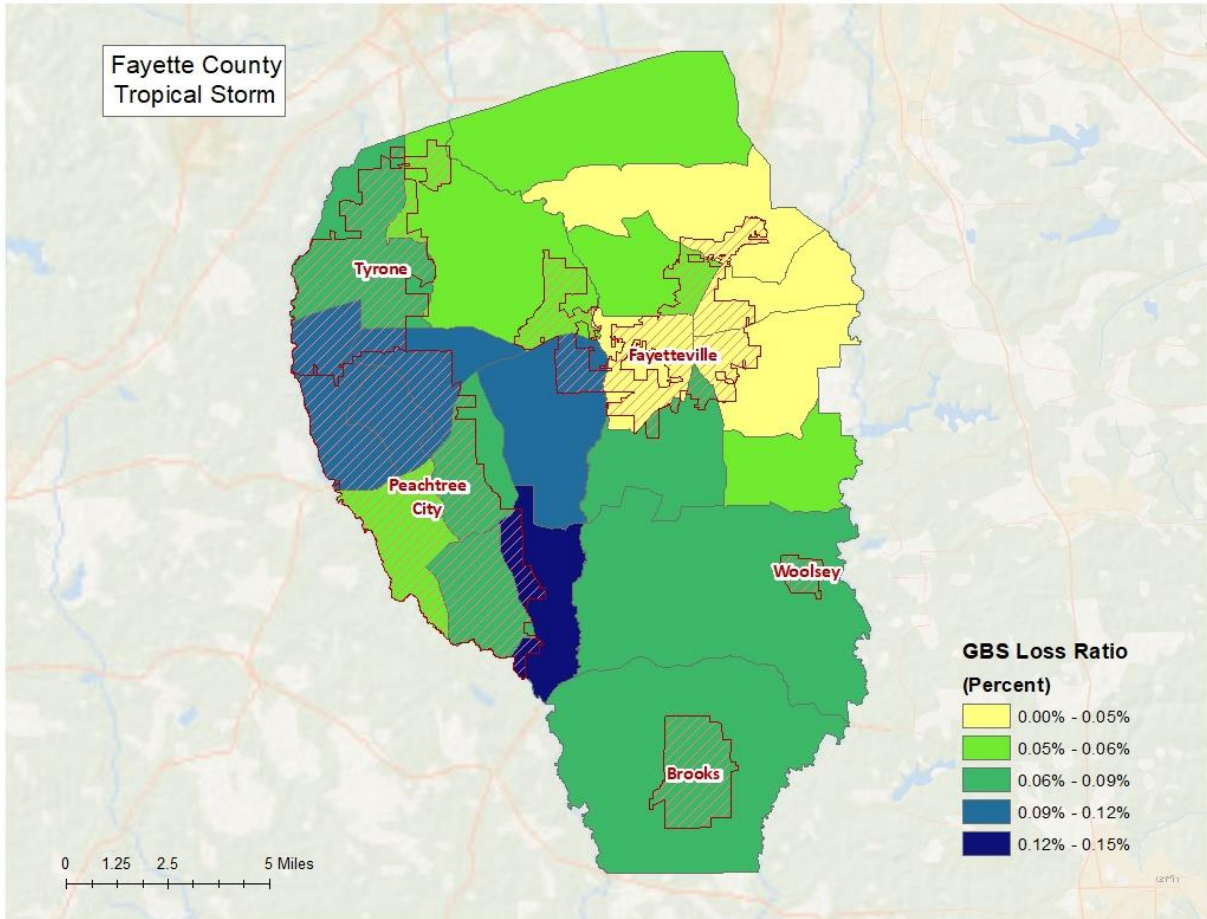 Fayette County
Tropical Storm
Tyrone
Fayetteville
Peachtree
City
Woolsey
Brooks
GBS Loss Ratio
(Percent)
0.00% - 0.05%
0.05% - 0.06%
0.06% - 0.09%
0.09% - 0.12%
0.12% - 0.15%
0 1.25 2.5 5 Miles